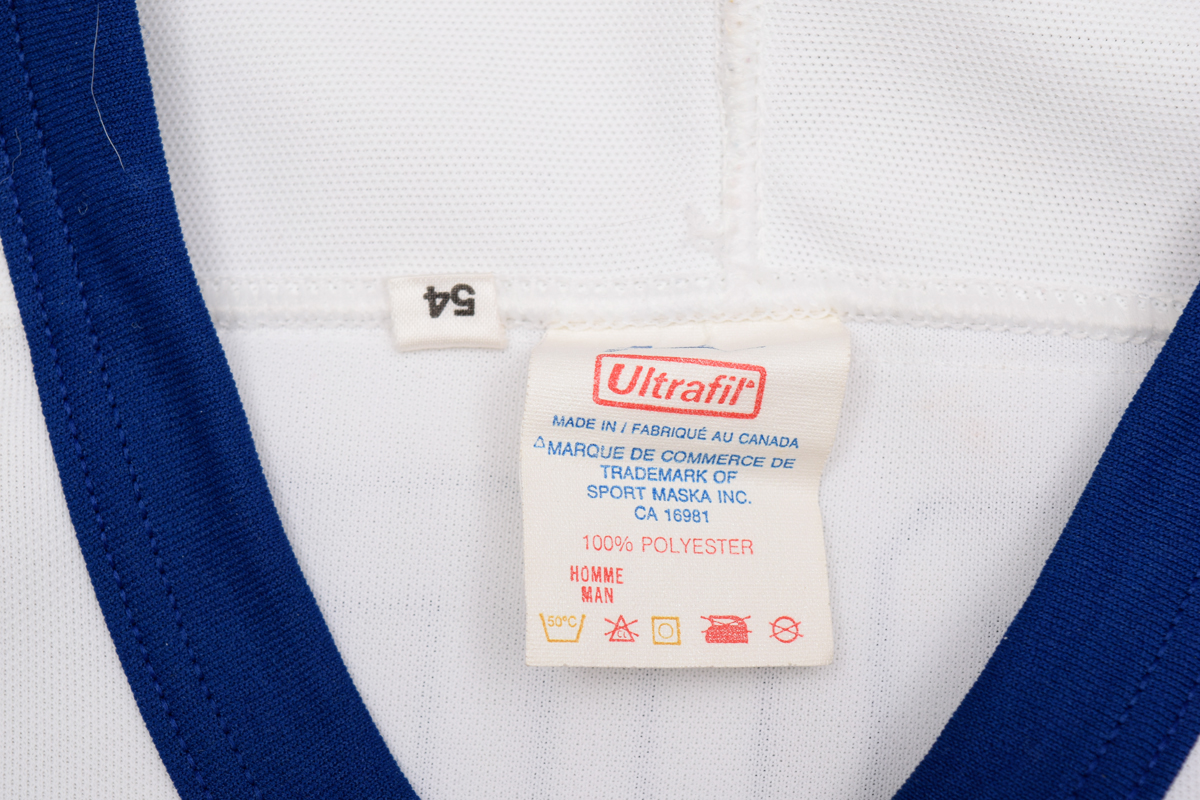 54
Ultrafil
MADE IN / FABRIQUÉ AU CANADA
△MARQUE DE COMMERCE DE
TRADEMARK OF
SPORT MASKA INC.
CA 16981
100% POLYESTER
HOMME
MAN
50°C CL